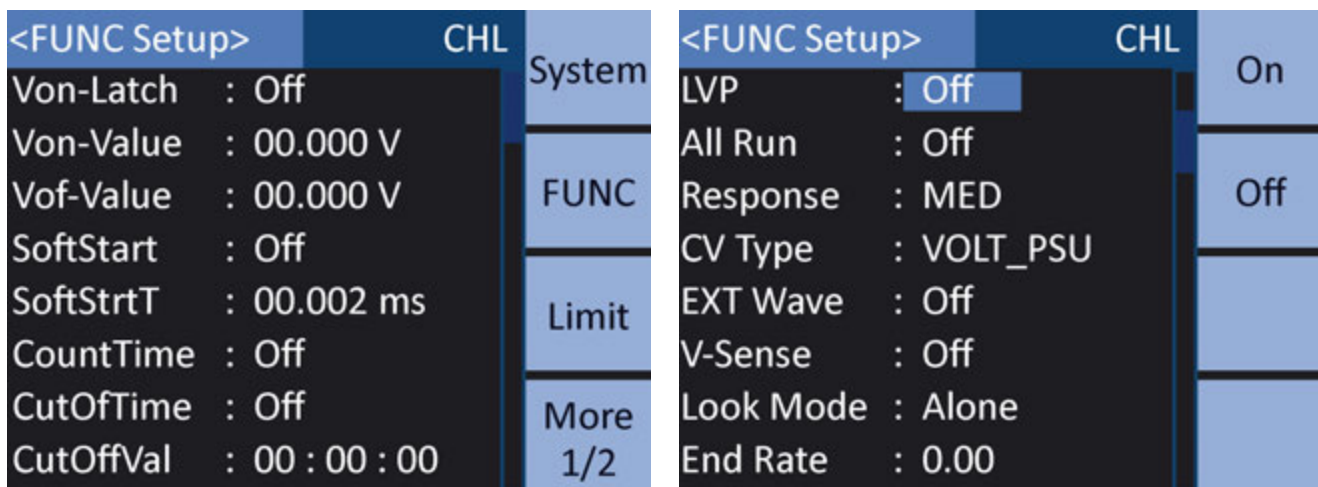 <FUNC Setup> CHL
Von-Latch : Off
Von-Value : 00.000 V
Vof-Value : 00.000 V
SoftStart : Off
SoftStrtT : 00.002 ms
CountTime : Off
CutOfTime : Off
CutOffVal : 00 : 00 : 00
System
FUNC
Limit
More
1/2
<FUNC Setup> CHL
LVP : Off
All Run : Off
Response : MED
CV Type : VOLT_PSU
EXT Wave : Off
V-Sense : Off
Look Mode : Alone
End Rate : 0.00
On
Off